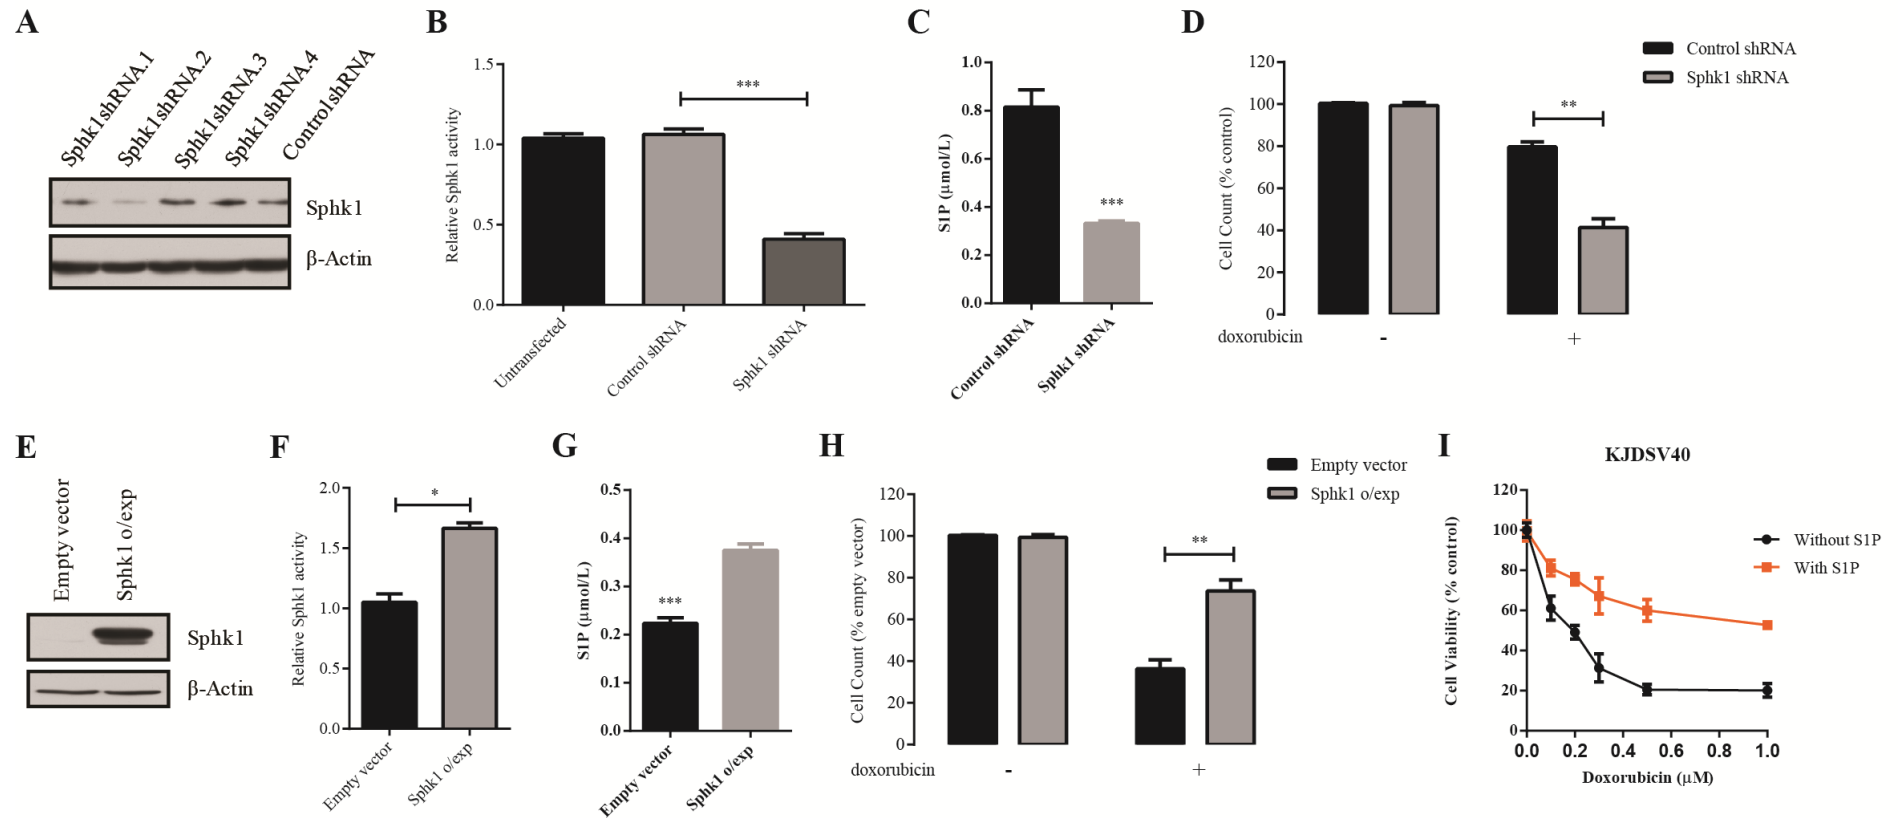 A
Sphk1shRNA.1
Sphk1shRNA.2
Sphk1shRNA.3
Sphk1shRNA.4
ControlshRNA
Sphk1
β-Actin
B
Relative Sphk1 activity
1.5
1.0
0.5
0.0
***
Untransfected
Control shRNA
Sphk1 shRNA
C
S1P (µmol/L)
1.0
0.8
0.6
0.4
0.2
0.0
***
Control shRNA
Sphk1 shRNA
D
Control shRNA
Sphk1 shRNA
Cell Count (% control)
120
100
80
60
40
20
0
**
doxorubicin - +
E
Empty vector
Sphk1 o/exp
Sphk1
β-Actin
F
Relative Sphk1 activity
2.0
1.5
1.0
0.5
0.0
*
Empty vector
Sphk1 o/exp
G
S1P (µmol/L)
0.5
0.4
0.3
0.2
0.1
0.0
***
Empty vector
Sphk1 o/exp
H
Empty vector
Sphk1 o/exp
Cell Count (% empty vector)
120
100
80
60
40
20
0
**
doxorubicin - +
I
KJDSV40
Cell Viability (% control)
120
100
80
60
40
20
0
Without S1P
With S1P
0.0 0.2 0.4 0.6 0.8 1.0
Doxorubicin (µM)